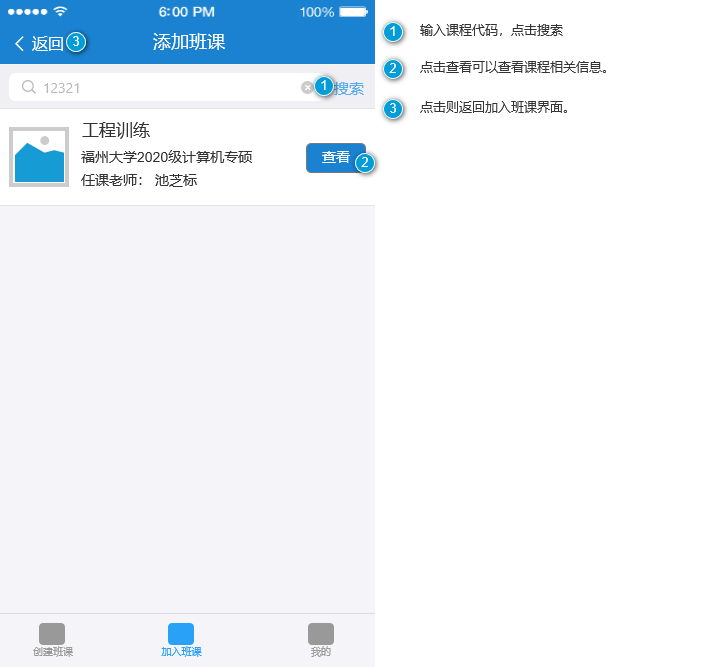 6:00 PM 100%
返回 3 添加班课
12321 1 搜索
工程训练
福州大学2020级计算机专硕
任课老师： 池芝标
查看 2
创建班课 加入班课 我的
1 输入课程代码，点击搜索
2 点击查看可以查看课程相关信息。
3 点击则返回加入班课界面。